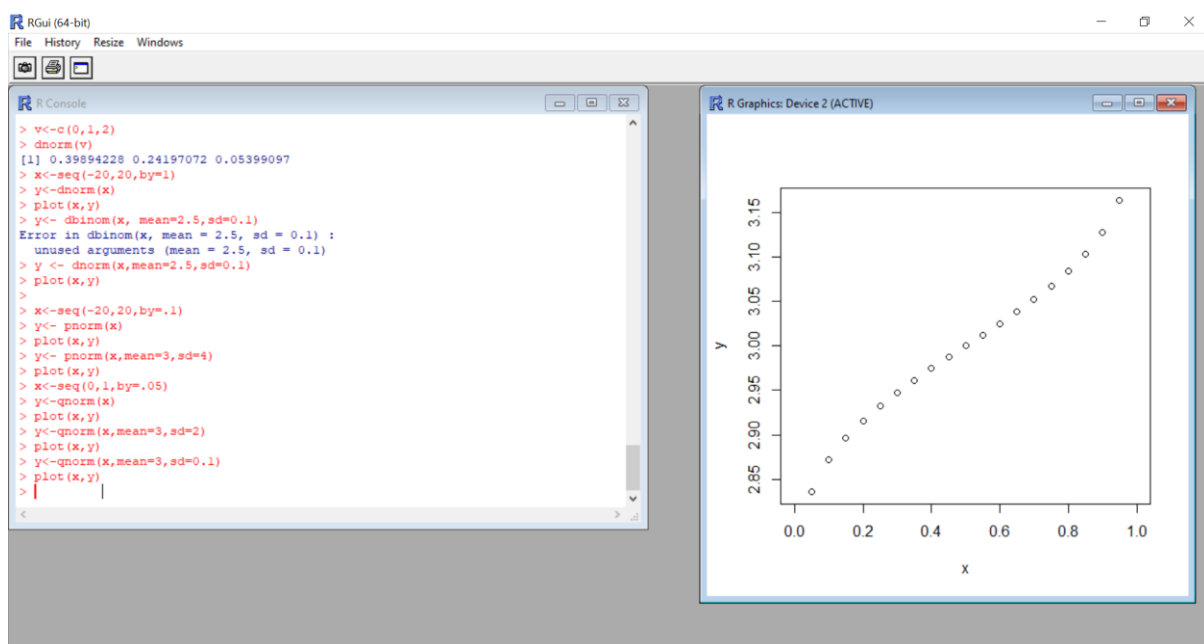 RGui (64-bit)
File History Resize Windows
R Console
> v<-c(0,1,2)
> dnorm(v)
[1] 0.39894228 0.24197072 0.05399097
> x<-seq(-20,20,by=1)
> y<-dnorm(x)
> plot(x,y)
> y<- dbinom(x, mean=2.5,sd=0.1)
Error in dbinom(x, mean = 2.5, sd = 0.1) :
  unused arguments (mean = 2.5, sd = 0.1)
> y <- dnorm(x,mean=2.5,sd=0.1)
> plot(x,y)
>
> x<-seq(-20,20,by=.1)
> y<- pnorm(x)
> plot(x,y)
> y<- pnorm(x,mean=3,sd=4)
> plot(x,y)
> x<-seq(0,1,by=.05)
> y<-qnorm(x)
> plot(x,y)
> y<-qnorm(x,mean=3,sd=2)
> plot(x,y)
> y<-qnorm(x,mean=3,sd=0.1)
> plot(x,y)
>
R Graphics: Device 2 (ACTIVE)
3.15
3.10
3.05
3.00
2.95
2.90
2.85
y
0.0 0.2 0.4 0.6 0.8 1.0
x